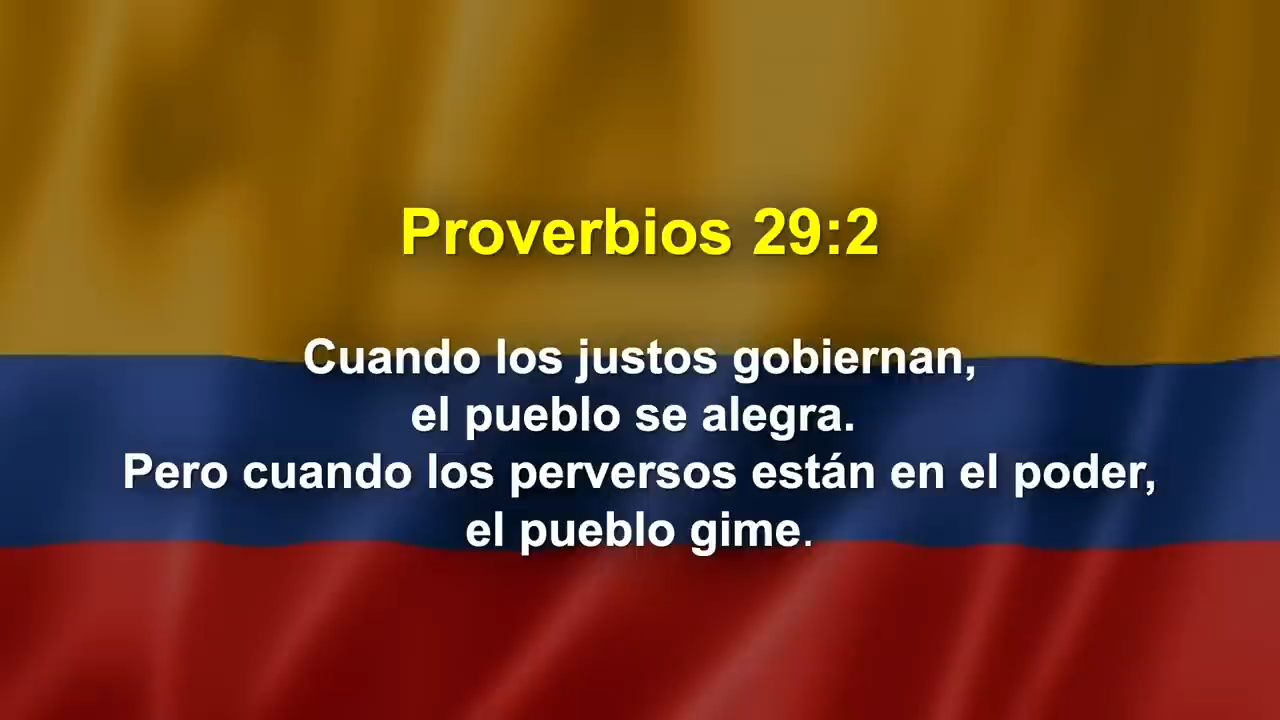 Proverbios 29:2
Cuando los justos gobiernan,
el pueblo se alegra.
Pero cuando los perversos están en el poder,
el pueblo gime.